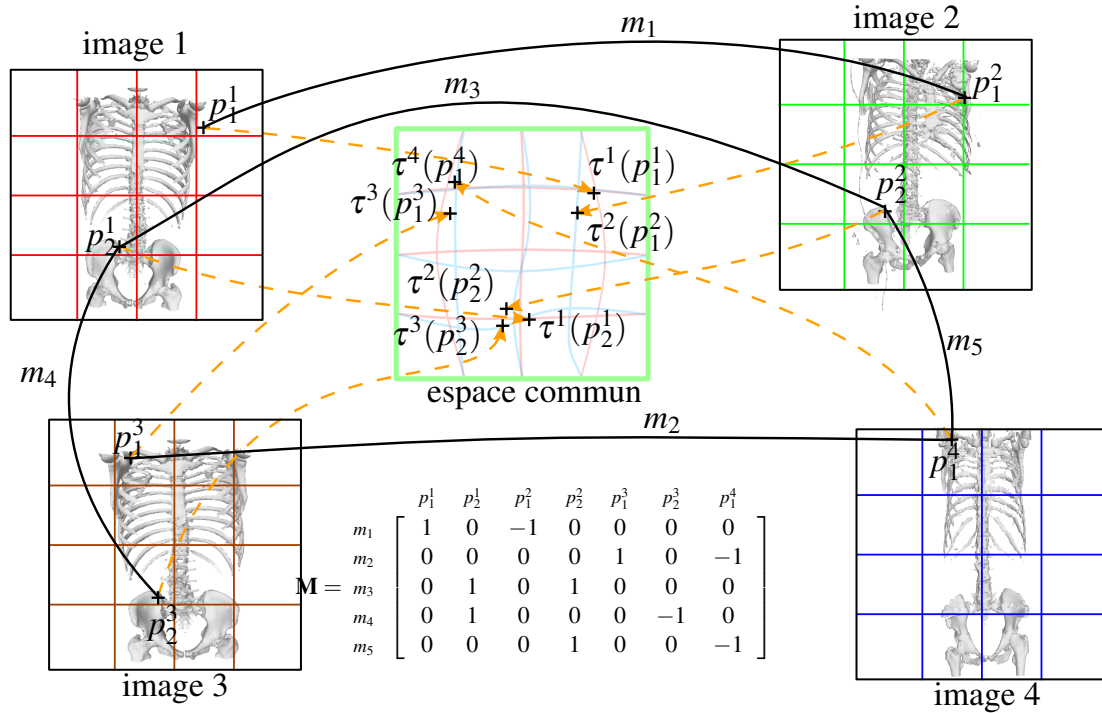 image 1
image 2
m₁
m₃
p₁¹
p₁²
p₂¹
p₂²
τ⁴(p₁⁴)
τ¹(p₁¹)
τ³(p₁³)
τ²(p₁²)
τ²(p₂²)
τ³(p₂³)
τ¹(p₂¹)
espace commun
m₄
m₅
m₂
p₁³
p₁⁴
p₂³
p₁¹ p₂¹ p₁² p₂² p₁³ p₂³ p₁⁴
m₁ 1 0 −1 0 0 0 0
m₂ 0 0 0 0 1 0 −1
M = m₃ 0 1 0 1 0 0 0
m₄ 0 1 0 0 0 −1 0
m₅ 0 0 0 1 0 0 −1
image 3
image 4